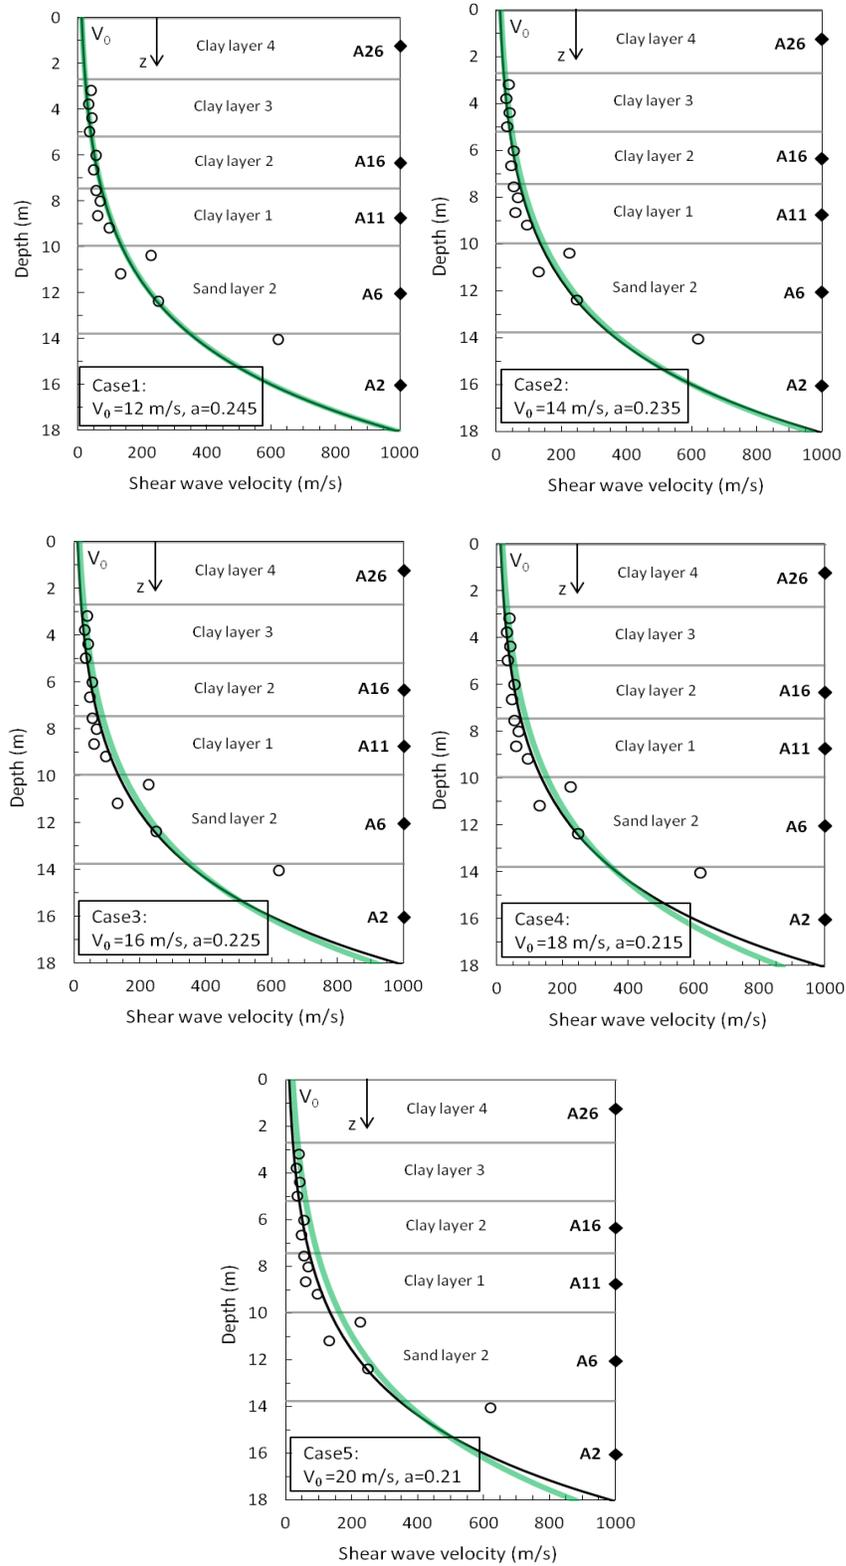 0
V0
z
Clay layer 4
A26
2
4
Clay layer 3
6
Clay layer 2
A16
8
Clay layer 1
A11
10
12
Sand layer 2
A6
14
16
A2
Case1:
V0 =12 m/s, a=0.245
18
Depth (m)
0 200 400 600 800 1000
Shear wave velocity (m/s)
0
V0
z
Clay layer 4
A26
2
4
Clay layer 3
6
Clay layer 2
A16
8
Clay layer 1
A11
10
12
Sand layer 2
A6
14
16
A2
Case2:
V0 =14 m/s, a=0.235
18
Depth (m)
0 200 400 600 800 1000
Shear wave velocity (m/s)
0
V0
z
Clay layer 4
A26
2
4
Clay layer 3
6
Clay layer 2
A16
8
Clay layer 1
A11
10
12
Sand layer 2
A6
14
16
A2
Case3:
V0 =16 m/s, a=0.225
18
Depth (m)
0 200 400 600 800 1000
Shear wave velocity (m/s)
0
V0
z
Clay layer 4
A26
2
4
Clay layer 3
6
Clay layer 2
A16
8
Clay layer 1
A11
10
12
Sand layer 2
A6
14
16
A2
Case4:
V0 =18 m/s, a=0.215
18
Depth (m)
0 200 400 600 800 1000
Shear wave velocity (m/s)
0
V0
z
Clay layer 4
A26
2
4
Clay layer 3
6
Clay layer 2
A16
8
Clay layer 1
A11
10
12
Sand layer 2
A6
14
16
A2
Case5:
V0 =20 m/s, a=0.21
18
Depth (m)
0 200 400 600 800 1000
Shear wave velocity (m/s)